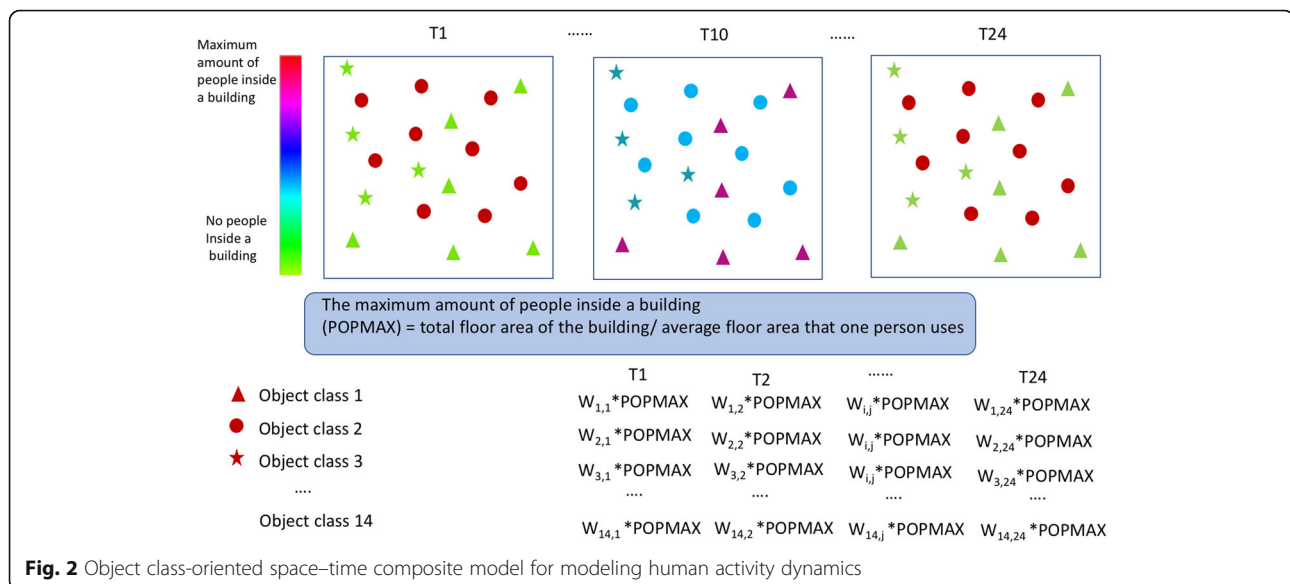 T1 ...... T10 ...... T24
Maximum
amount of
people inside
a building
No people
Inside a
building
The maximum amount of people inside a building
(POPMAX) = total floor area of the building/ average floor area that one person uses
T1 T2 ...... T24
Object class 1 W1,1*POPMAX W1,2*POPMAX Wi,j*POPMAX W1,24*POPMAX
Object class 2 W2,1*POPMAX W2,2*POPMAX Wi,j*POPMAX W2,24*POPMAX
Object class 3 W3,1*POPMAX W3,2*POPMAX Wi,j*POPMAX W3,24*POPMAX
.... .... .... .... ....
Object class 14 W14,1*POPMAX W14,2*POPMAX W14,j*POPMAX W14,24*POPMAX
Fig. 2 Object class-oriented space–time composite model for modeling human activity dynamics